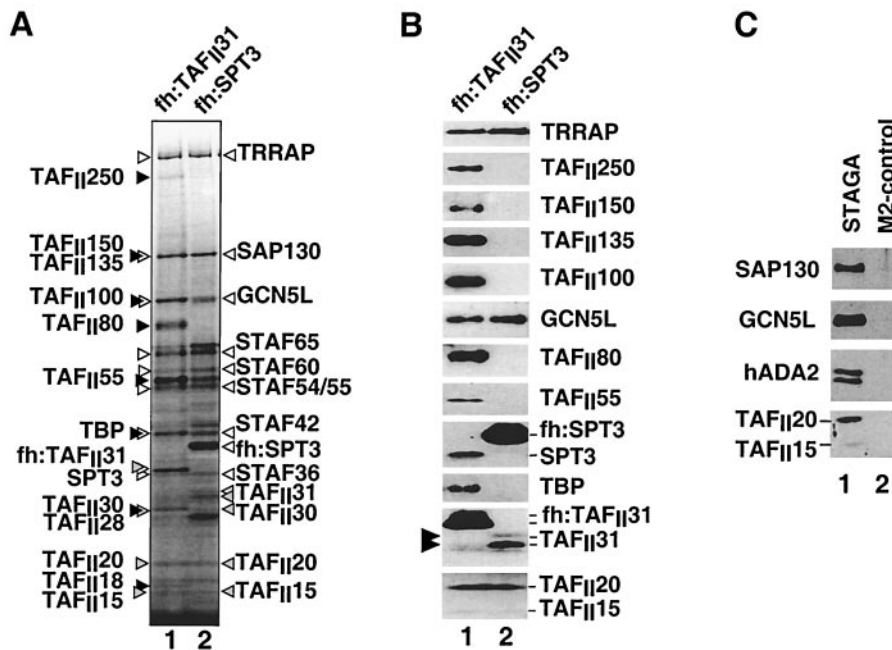 A
fh:TAFII31
fh:SPT3
TRRAP
TAFII250
TAFII150
TAFII135
SAP130
TAFII100
GCN5L
TAFII80
STAF65
STAF60
TAFII55
STAF54/55
STAF42
TBP
fh:SPT3
fh:TAFII31
SPT3
STAF36
TAFII31
TAFII30
TAFII30
TAFII28
TAFII20
TAFII20
TAFII18
TAFII15
TAFII15
1 2
B
fh:TAFII31
fh:SPT3
TRRAP
TAFII250
TAFII150
TAFII135
TAFII100
GCN5L
TAFII80
TAFII55
fh:SPT3
SPT3
TBP
fh:TAFII31
TAFII31
TAFII20
TAFII15
1 2
C
STAGA
M2-control
SAP130
GCN5L
hADA2
TAFII20
TAFII15
1 2